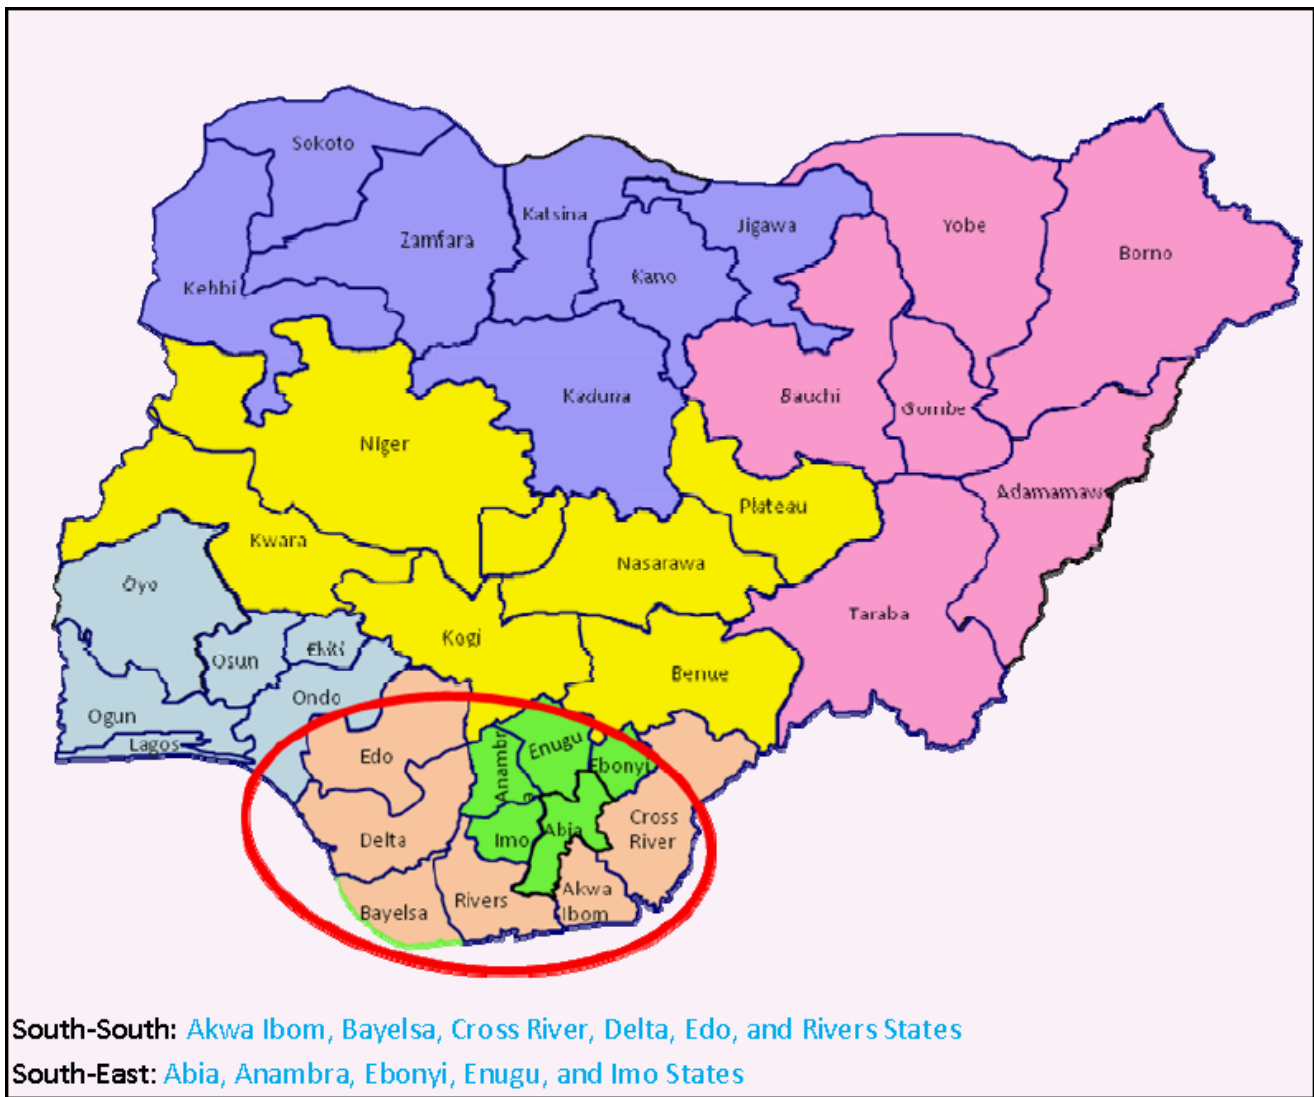 Sokoto
Katsina
Zamfara
Jigawa
Yobe
Borno
Kano
Kebbi
Kaduna
Bauchi
Gombe
Niger
Adamamaw
Plateau
Kwara
Nasarawa
Oyo
Taraba
Kogi
Osun
Ekiti
Benue
Ondo
Ogun
Lagos
Edo
Anambra
Enugu
Ebonyi
Delta
Imo
Abia
Cross
River
Bayelsa
Rivers
Akwa
Ibom
South-South: Akwa Ibom, Bayelsa, Cross River, Delta, Edo, and Rivers States
South-East: Abia, Anambra, Ebonyi, Enugu, and Imo States